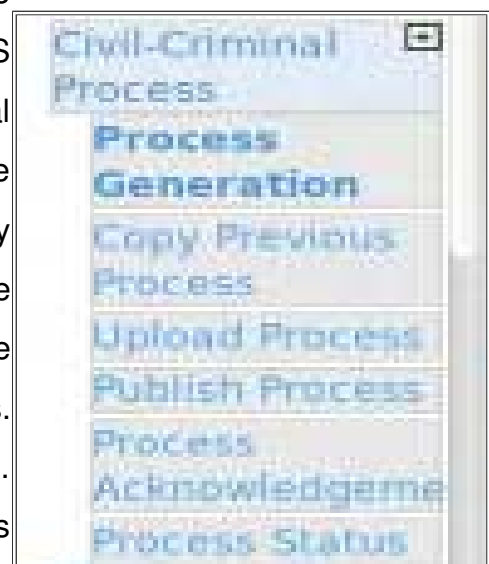 Civil-Criminal
Process
Process
Generation
Copy Previous
Process
Upload Process
Publish Process
Process
Acknowledgeme
Process Status